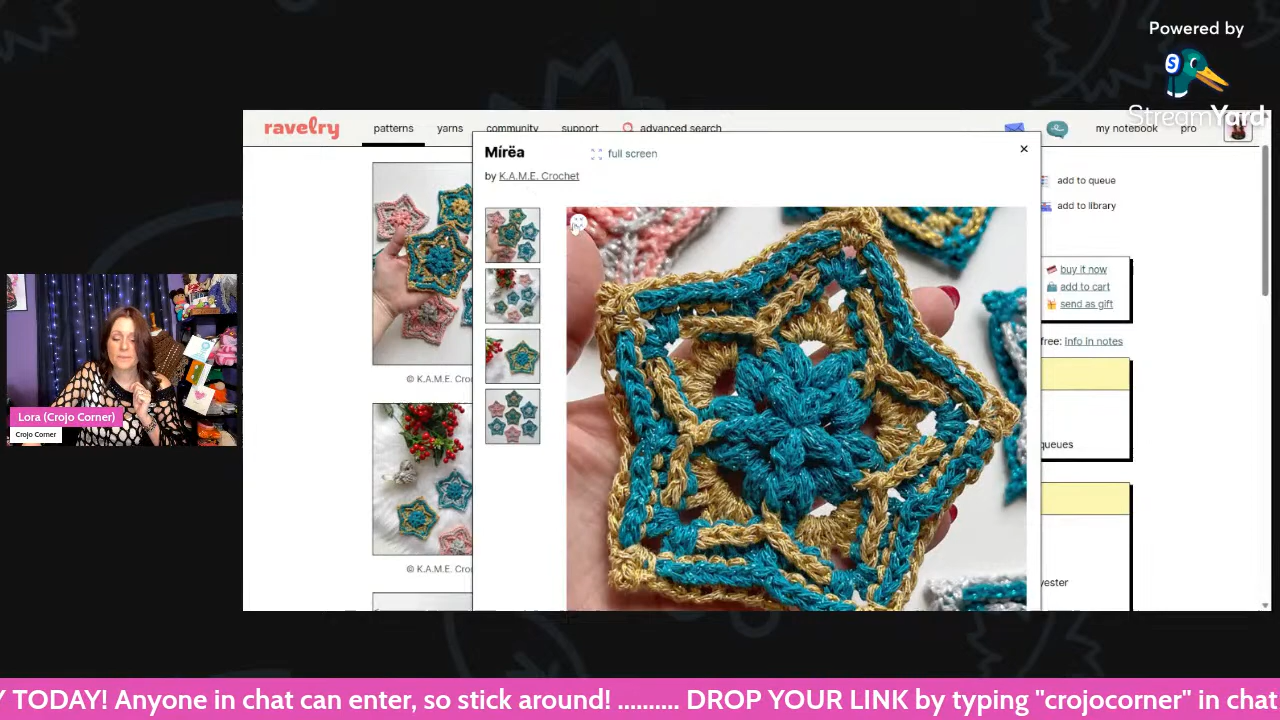 Powered by
StreamYard
ravelry
patterns
yarns
community
support
advanced search
my notebook
pro
Mírëa
full screen
by K.A.M.E. Crochet
add to queue
add to library
buy it now
add to cart
send as gift
free: info in notes
© K.A.M.E. Cro
queues
© K.A.M.E. Cro
yester
Lora (Crojo Corner)
Crojo Corner
Y TODAY! Anyone in chat can enter, so stick around! .......... DROP YOUR LINK by typing "crojocorner" in chat